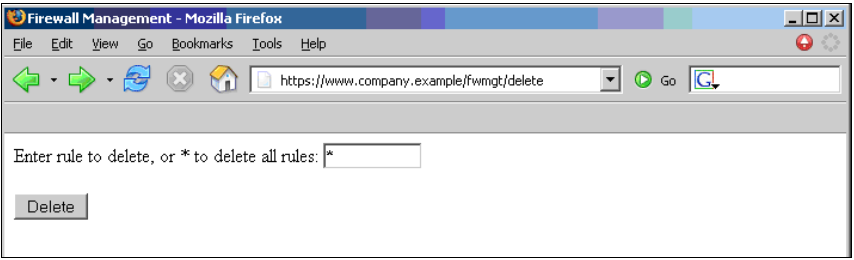 Firewall Management - Mozilla Firefox
File Edit View Go Bookmarks Tools Help
https://www.company.example/fwmgt/delete Go G
Enter rule to delete, or * to delete all rules: *
Delete